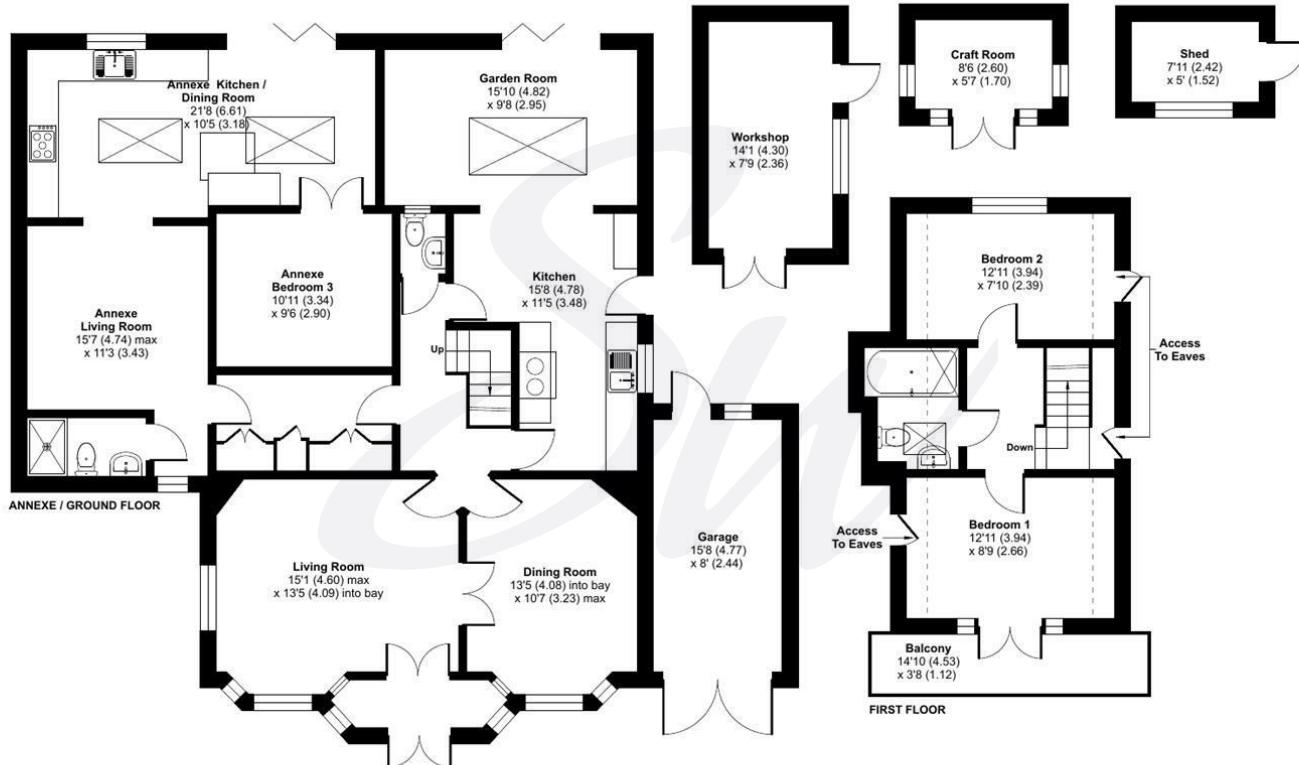 Annexe Kitchen /
Dining Room
21'8 (6.61)
x 10'5 (3.18)
Garden Room
15'10 (4.82)
x 9'8 (2.95)
Workshop
14'1 (4.30)
x 7'9 (2.36)
Craft Room
8'6 (2.60)
x 5'7 (1.70)
Shed
7'11 (2.42)
x 5' (1.52)
Annexe
Bedroom 3
10'11 (3.34)
x 9'6 (2.90)
Kitchen
15'8 (4.78)
x 11'5 (3.48)
Annexe
Living Room
15'7 (4.74) max
x 11'3 (3.43)
Up
Bedroom 2
12'11 (3.94)
x 7'10 (2.39)
Access
To Eaves
Down
ANNEXE / GROUND FLOOR
Living Room
15'1 (4.60) max
x 13'5 (4.09) into bay
Dining Room
13'5 (4.08) into bay
x 10'7 (3.23) max
Garage
15'8 (4.77)
x 8' (2.44)
Access
To Eaves
Bedroom 1
12'11 (3.94)
x 8'9 (2.66)
Balcony
14'10 (4.53)
x 3'8 (1.12)
FIRST FLOOR